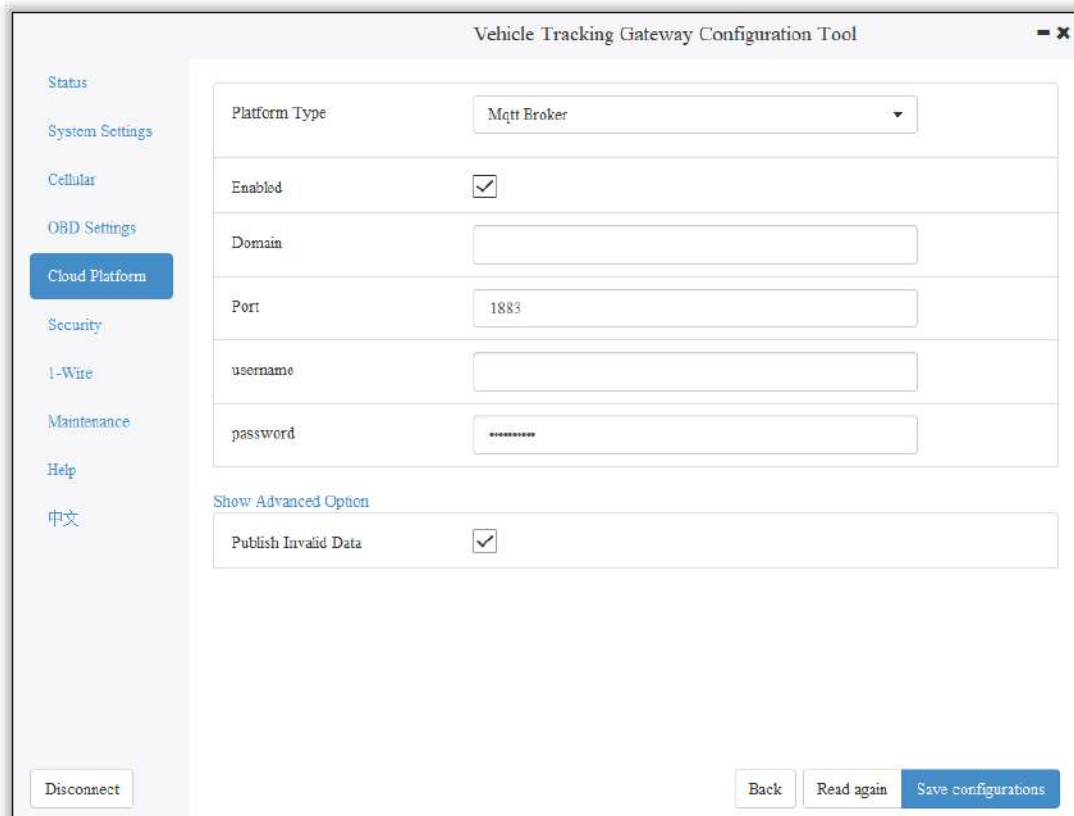 Vehicle Tracking Gateway Configuration Tool
Status
System Settings
Cellular
OBD Settings
Cloud Platform
Security
1-Wire
Maintenance
Help
中文
Platform Type
Mqtt Broker
Enabled
Domain
Port
1883
username
password
••••••••••
Show Advanced Option
Publish Invalid Data
Disconnect
Back
Read again
Save configurations